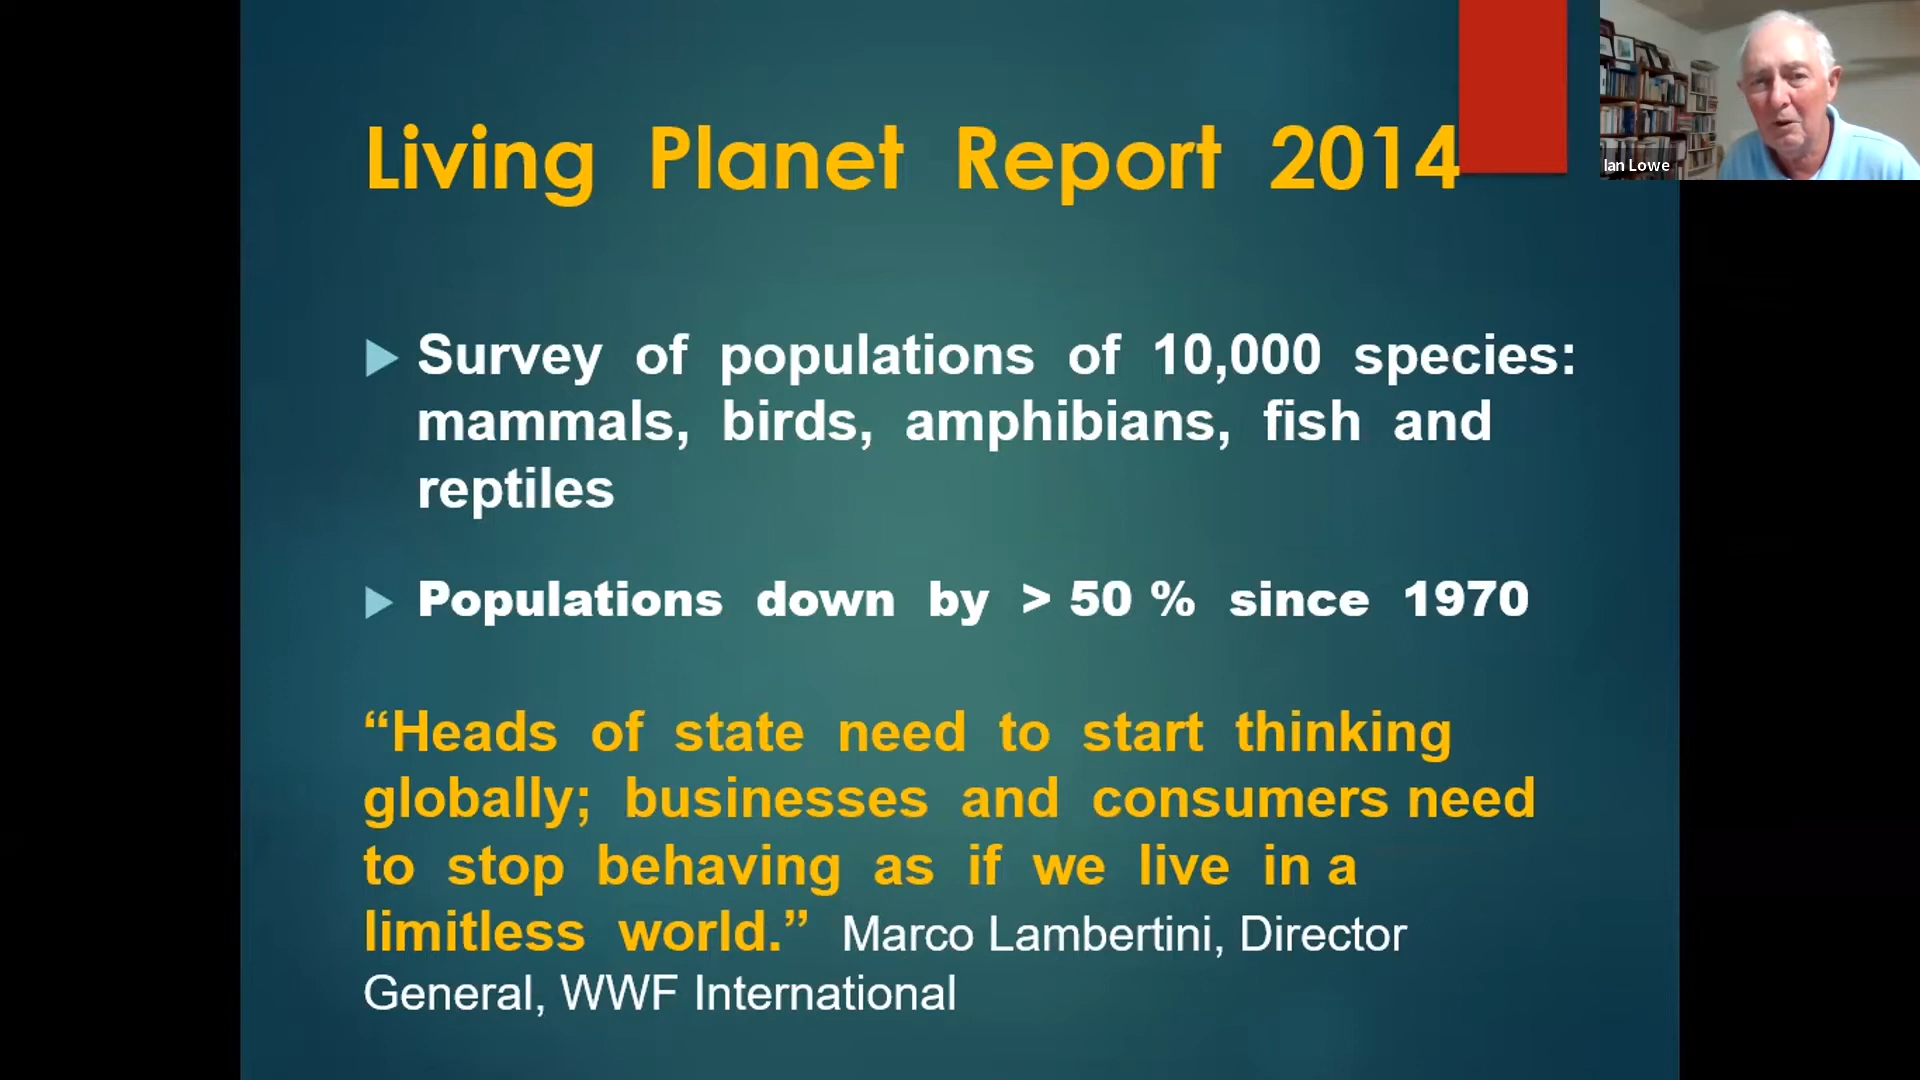 Living Planet Report 2014
Ian Lowe
Survey of populations of 10,000 species:
mammals, birds, amphibians, fish and
reptiles
Populations down by > 50 % since 1970
“Heads of state need to start thinking
globally; businesses and consumers need
to stop behaving as if we live in a
limitless world.” Marco Lambertini, Director
General, WWF International